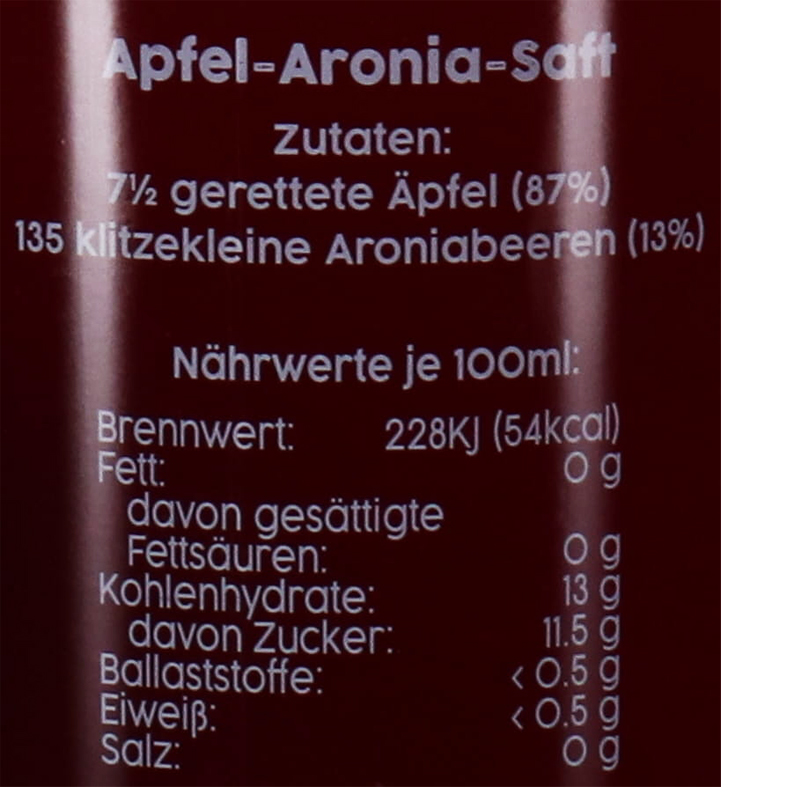 Apfel-Aronia-Saft
Zutaten:
7½ gerettete Äpfel (87%)
135 klitzekleine Aroniabeeren (13%)
Nährwerte je 100ml:
Brennwert: 228KJ (54kcal)
Fett: 0 g
davon gesättigte
Fettsäuren: 0 g
Kohlenhydrate: 13 g
davon Zucker: 11.5 g
Ballaststoffe: < 0.5 g
Eiweiß: < 0.5 g
Salz: 0 g